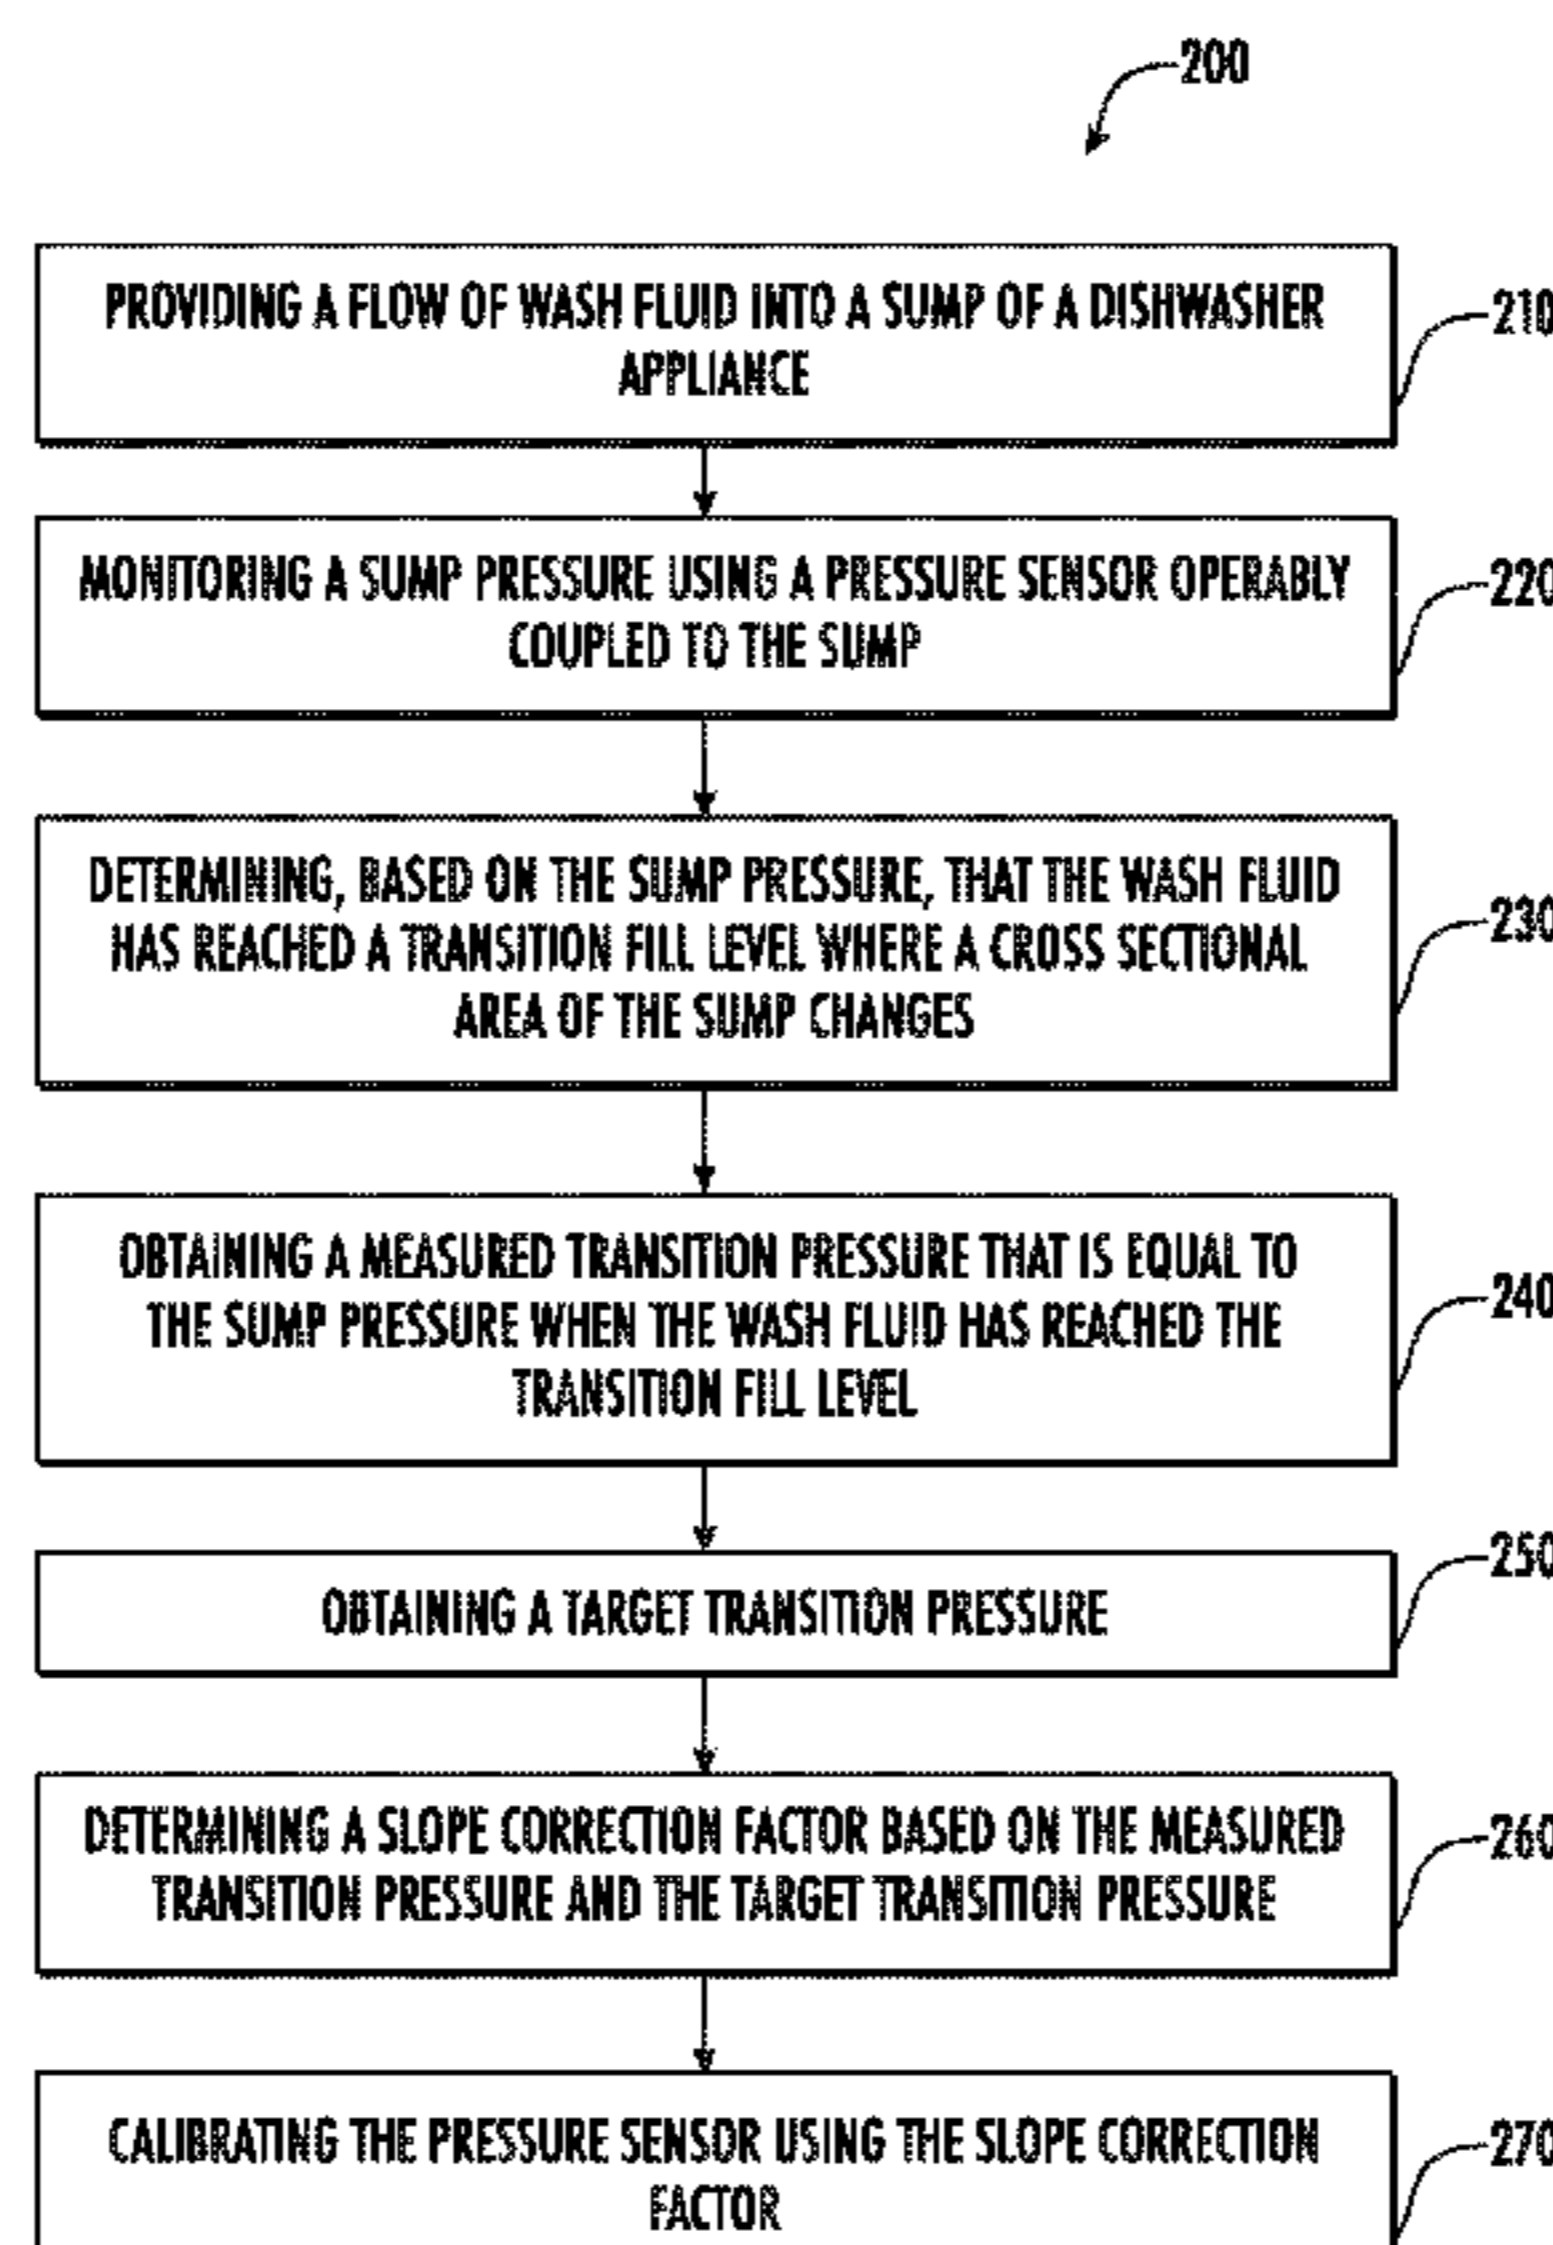 200
PROVIDING A FLOW OF WASH FLUID INTO A SUMP OF A DISHWASHER
APPLIANCE
210
MONITORING A SUMP PRESSURE USING A PRESSURE SENSOR OPERABLY
COUPLED TO THE SUMP
220
DETERMINING, BASED ON THE SUMP PRESSURE, THAT THE WASH FLUID
HAS REACHED A TRANSITION FILL LEVEL WHERE A CROSS SECTIONAL
AREA OF THE SUMP CHANGES
230
OBTAINING A MEASURED TRANSITION PRESSURE THAT IS EQUAL TO
THE SUMP PRESSURE WHEN THE WASH FLUID HAS REACHED THE
TRANSITION FILL LEVEL
240
OBTAINING A TARGET TRANSITION PRESSURE
250
DETERMINING A SLOPE CORRECTION FACTOR BASED ON THE MEASURED
TRANSITION PRESSURE AND THE TARGET TRANSITION PRESSURE
260
CALIBRATING THE PRESSURE SENSOR USING THE SLOPE CORRECTION
FACTOR
270